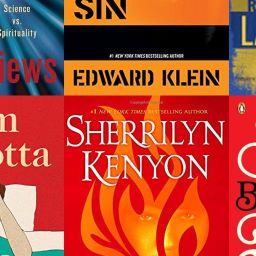 Science
vs.
Spirituality
iews
SIN
#1 NEW YORK TIMES BESTSELLING AUTHOR
EDWARD KLEIN
LA
otta
#1 NEW YORK TIMES BESTSELLING AUTHOR
SHERRILYN
KENYON